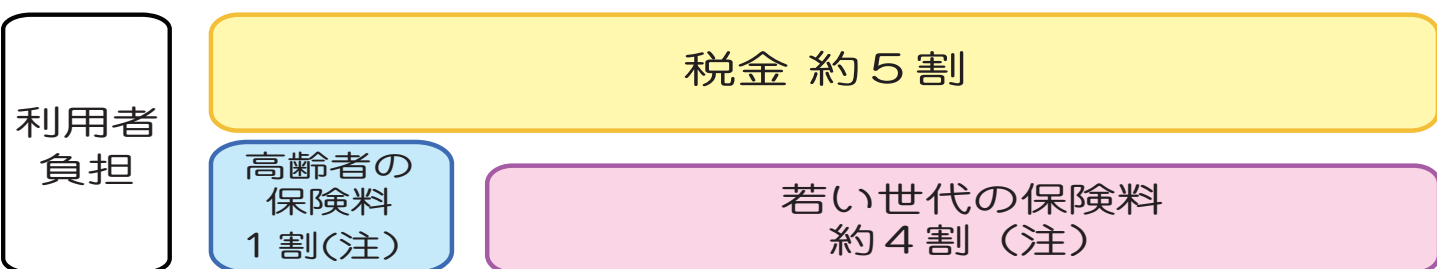 利用者
負担
税金 約５割
高齢者の
保険料
１割(注）
若い世代の保険料
約４割（注）